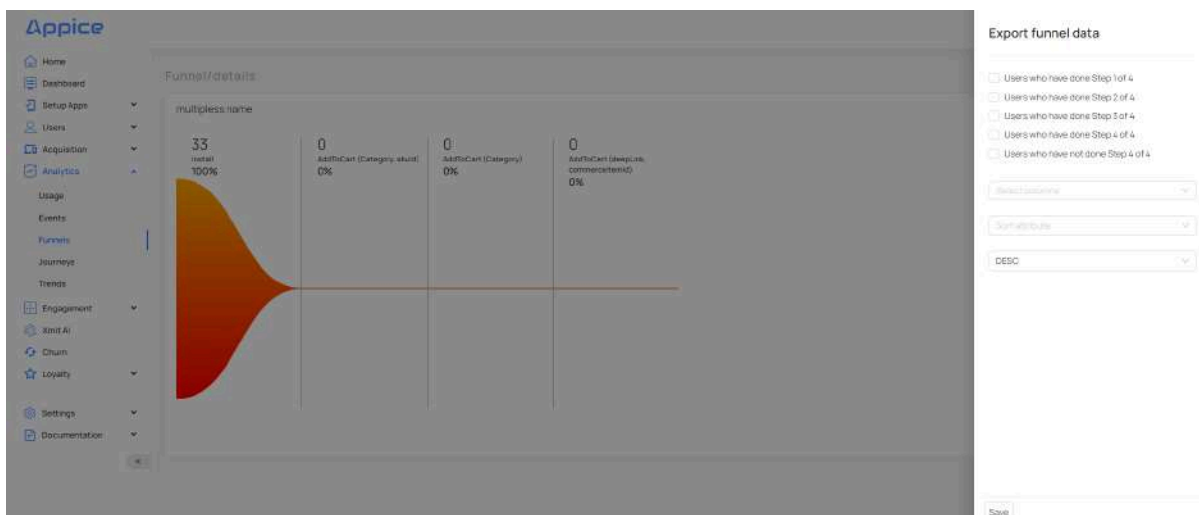 Appice
Home
Dashboard
Setup Apps
Users
Acquisition
Analytics
Usage
Events
Funnels
Journeys
Trends
Engagement
Xmit AI
Churn
Loyalty
Settings
Documentation
Funnel/details
multipless name
33
Install
100%
0
AddToCart (Category, skuId)
0%
0
AddToCart (Category)
0%
0
AddToCart (deepLink,
commerceItemId)
0%
Export funnel data
Users who have done Step 1 of 4
Users who have done Step 2 of 4
Users who have done Step 3 of 4
Users who have done Step 4 of 4
Users who have not done Step 4 of 4
Select columns
Sort attribute
DESC
Save